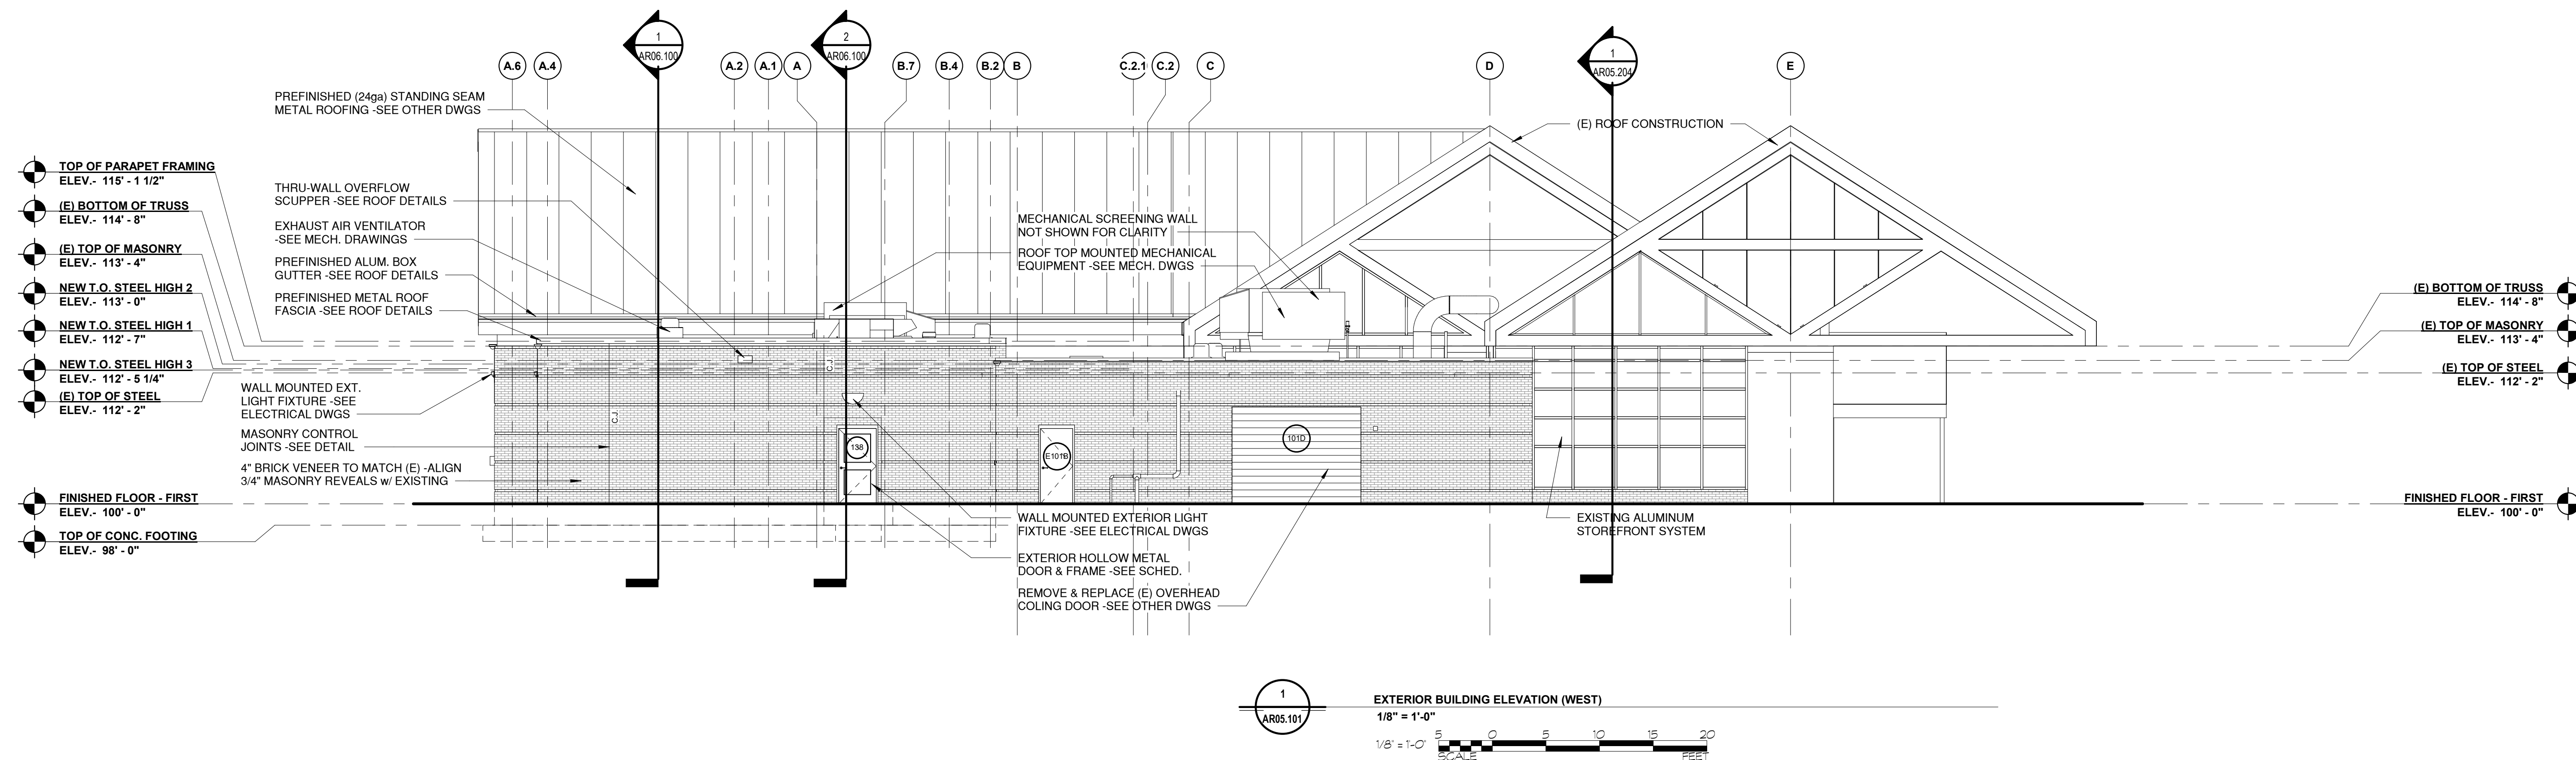 1
AR06.100
2
AR06.100
1
AR05.204
A.6
A.4
A.2
A.1
A
B.7
B.4
B.2
B
C.2.1
C.2
C
D
E
PREFINISHED (24ga) STANDING SEAM
METAL ROOFING -SEE OTHER DWGS
THRU-WALL OVERFLOW
SCUPPER -SEE ROOF DETAILS
EXHAUST AIR VENTILATOR
-SEE MECH. DRAWINGS
PREFINISHED ALUM. BOX
GUTTER -SEE ROOF DETAILS
PREFINISHED METAL ROOF
FASCIA -SEE ROOF DETAILS
WALL MOUNTED EXT.
LIGHT FIXTURE -SEE
ELECTRICAL DWGS
MASONRY CONTROL
JOINTS -SEE DETAIL
4" BRICK VENEER TO MATCH (E) -ALIGN
3/4" MASONRY REVEALS w/ EXISTING
TOP OF PARAPET FRAMING
ELEV.- 115' - 1 1/2"
(E) BOTTOM OF TRUSS
ELEV.- 114' - 8"
(E) TOP OF MASONRY
ELEV.- 113' - 4"
NEW T.O. STEEL HIGH 2
ELEV.- 113' - 0"
NEW T.O. STEEL HIGH 1
ELEV.- 112' - 7"
NEW T.O. STEEL HIGH 3
ELEV.- 112' - 5 1/4"
(E) TOP OF STEEL
ELEV.- 112' - 2"
FINISHED FLOOR - FIRST
ELEV.- 100' - 0"
TOP OF CONC. FOOTING
ELEV.- 98' - 0"
(E) ROOF CONSTRUCTION
MECHANICAL SCREENING WALL
NOT SHOWN FOR CLARITY
ROOF TOP MOUNTED MECHANICAL
EQUIPMENT -SEE MECH. DWGS
C.J.
C.J.
138
E101B
101D
WALL MOUNTED EXTERIOR LIGHT
FIXTURE -SEE ELECTRICAL DWGS
EXTERIOR HOLLOW METAL
DOOR & FRAME -SEE SCHED.
REMOVE & REPLACE (E) OVERHEAD
COLING DOOR -SEE OTHER DWGS
EXISTING ALUMINUM
STOREFRONT SYSTEM
(E) BOTTOM OF TRUSS
ELEV.- 114' - 8"
(E) TOP OF MASONRY
ELEV.- 113' - 4"
(E) TOP OF STEEL
ELEV.- 112' - 2"
FINISHED FLOOR - FIRST
ELEV.- 100' - 0"
1
AR05.101
EXTERIOR BUILDING ELEVATION (WEST)
1/8" = 1'-0"
1/8" = 1'-0"
5 0 5 10 15 20
SCALE FEET